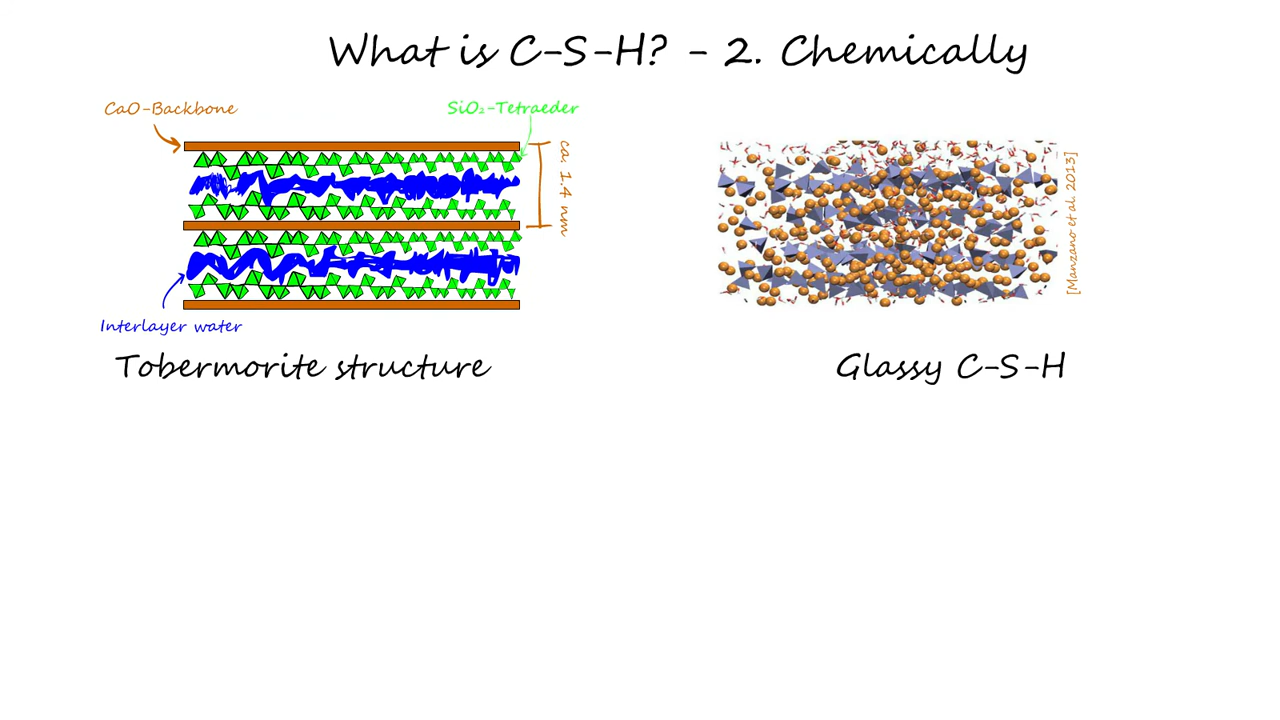 What is C-S-H? - 2. Chemically
CaO-Backbone
SiO₂-Tetraeder
ca. 1.4 nm
[Manzano et al. 2013]
Interlayer water
Tobermorite structure
Glassy C-S-H